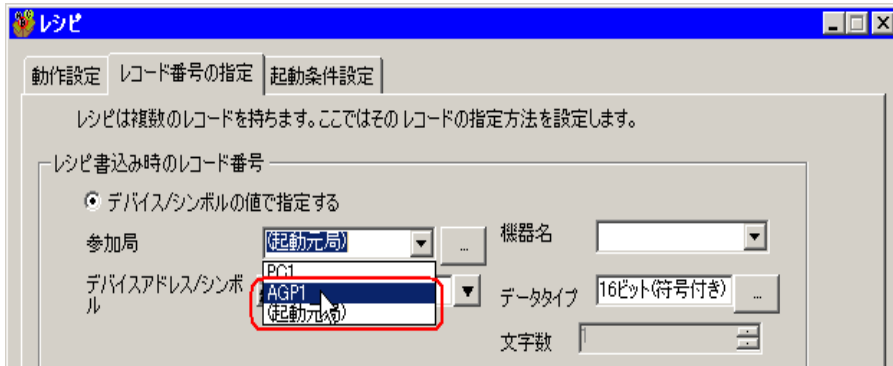 レシピ
動作設定 レコード番号の指定 起動条件設定
レシピは複数のレコードを持ちます。ここではそのレコードの指定方法を設定します。
レシピ書込み時のレコード番号
デバイス/シンボルの値で指定する
参加局 (起動元局) ... 機器名
PC1
デバイスアドレス/シンボ
ル
AGP1
(起動元局)
データタイプ 16ビット(符号付き) ...
文字数 1